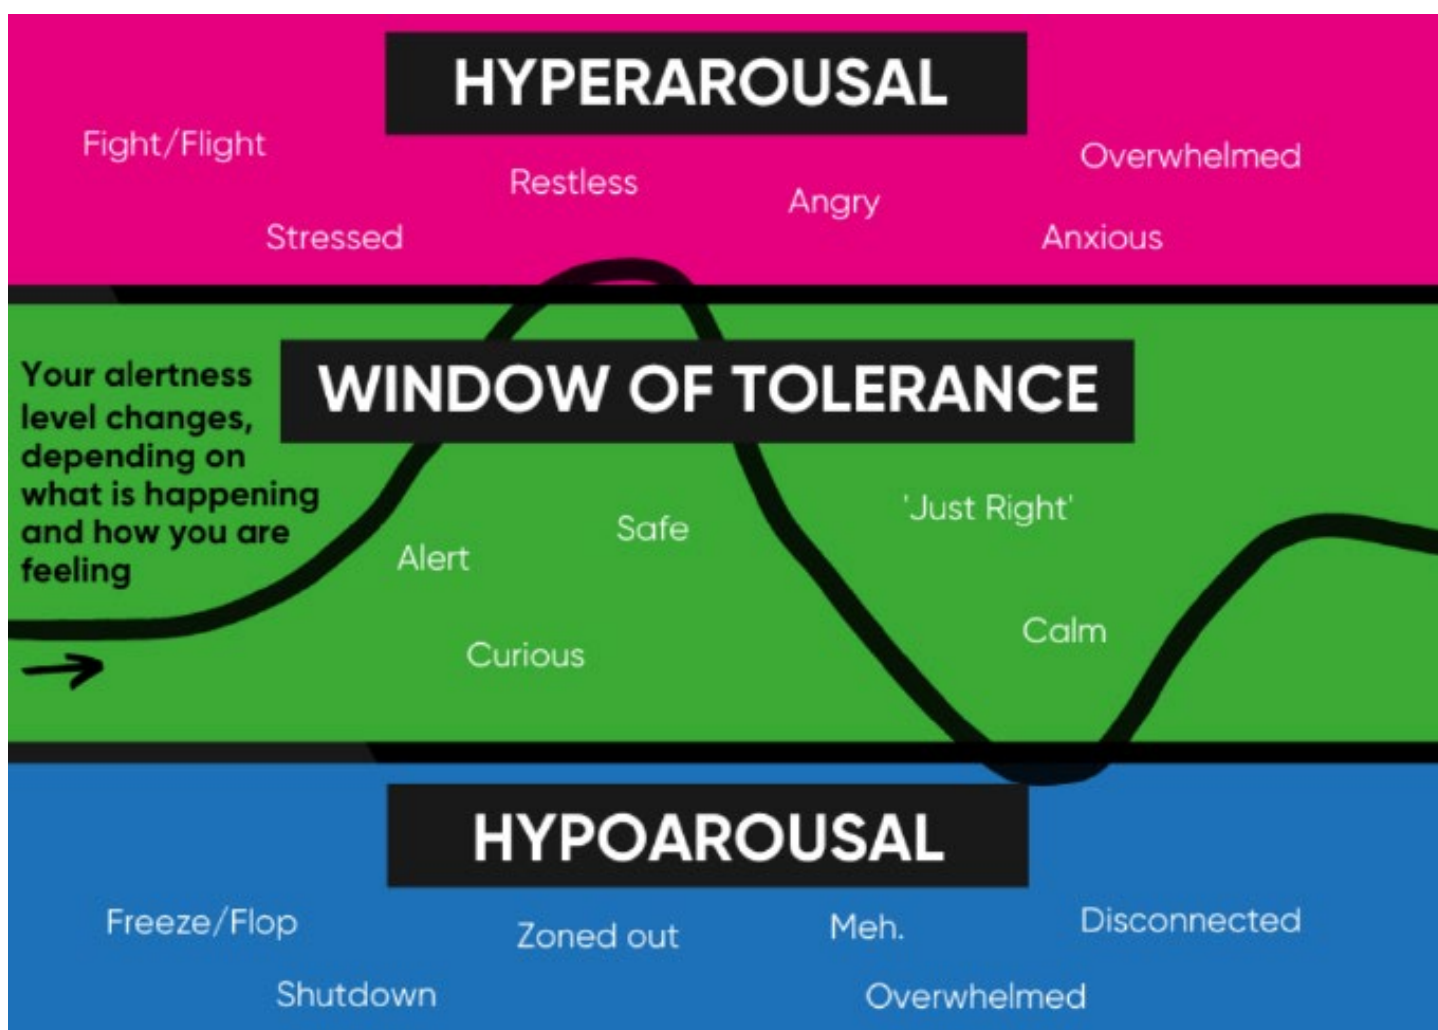 HYPERAROUSAL
Fight/Flight
Overwhelmed
Restless
Angry
Stressed
Anxious
Your alertness
level changes,
depending on
what is happening
and how you are
feeling
WINDOW OF TOLERANCE
'Just Right'
Safe
Alert
Calm
Curious
HYPOAROUSAL
Freeze/Flop
Zoned out
Meh.
Disconnected
Shutdown
Overwhelmed